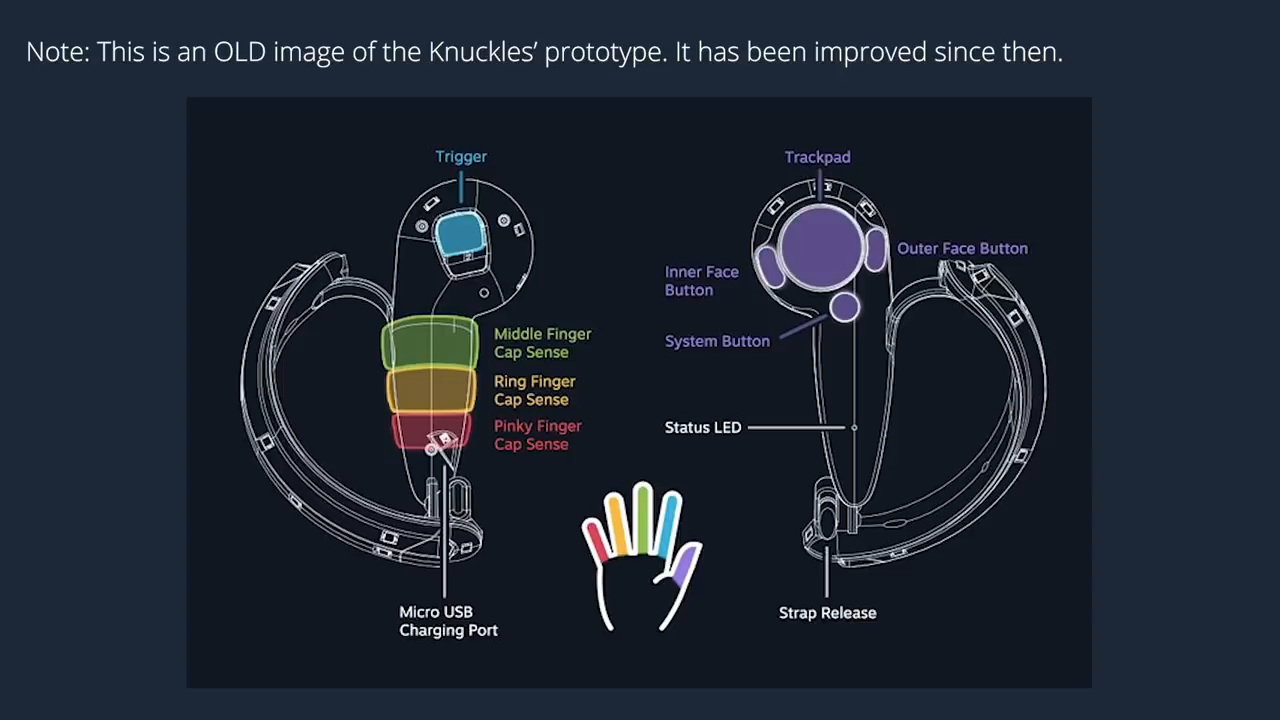 Note: This is an OLD image of the Knuckles’ prototype. It has been improved since then.
Trigger
Middle Finger
Cap Sense
Ring Finger
Cap Sense
Pinky Finger
Cap Sense
Micro USB
Charging Port
Trackpad
Outer Face Button
Inner Face
Button
System Button
Status LED
Strap Release